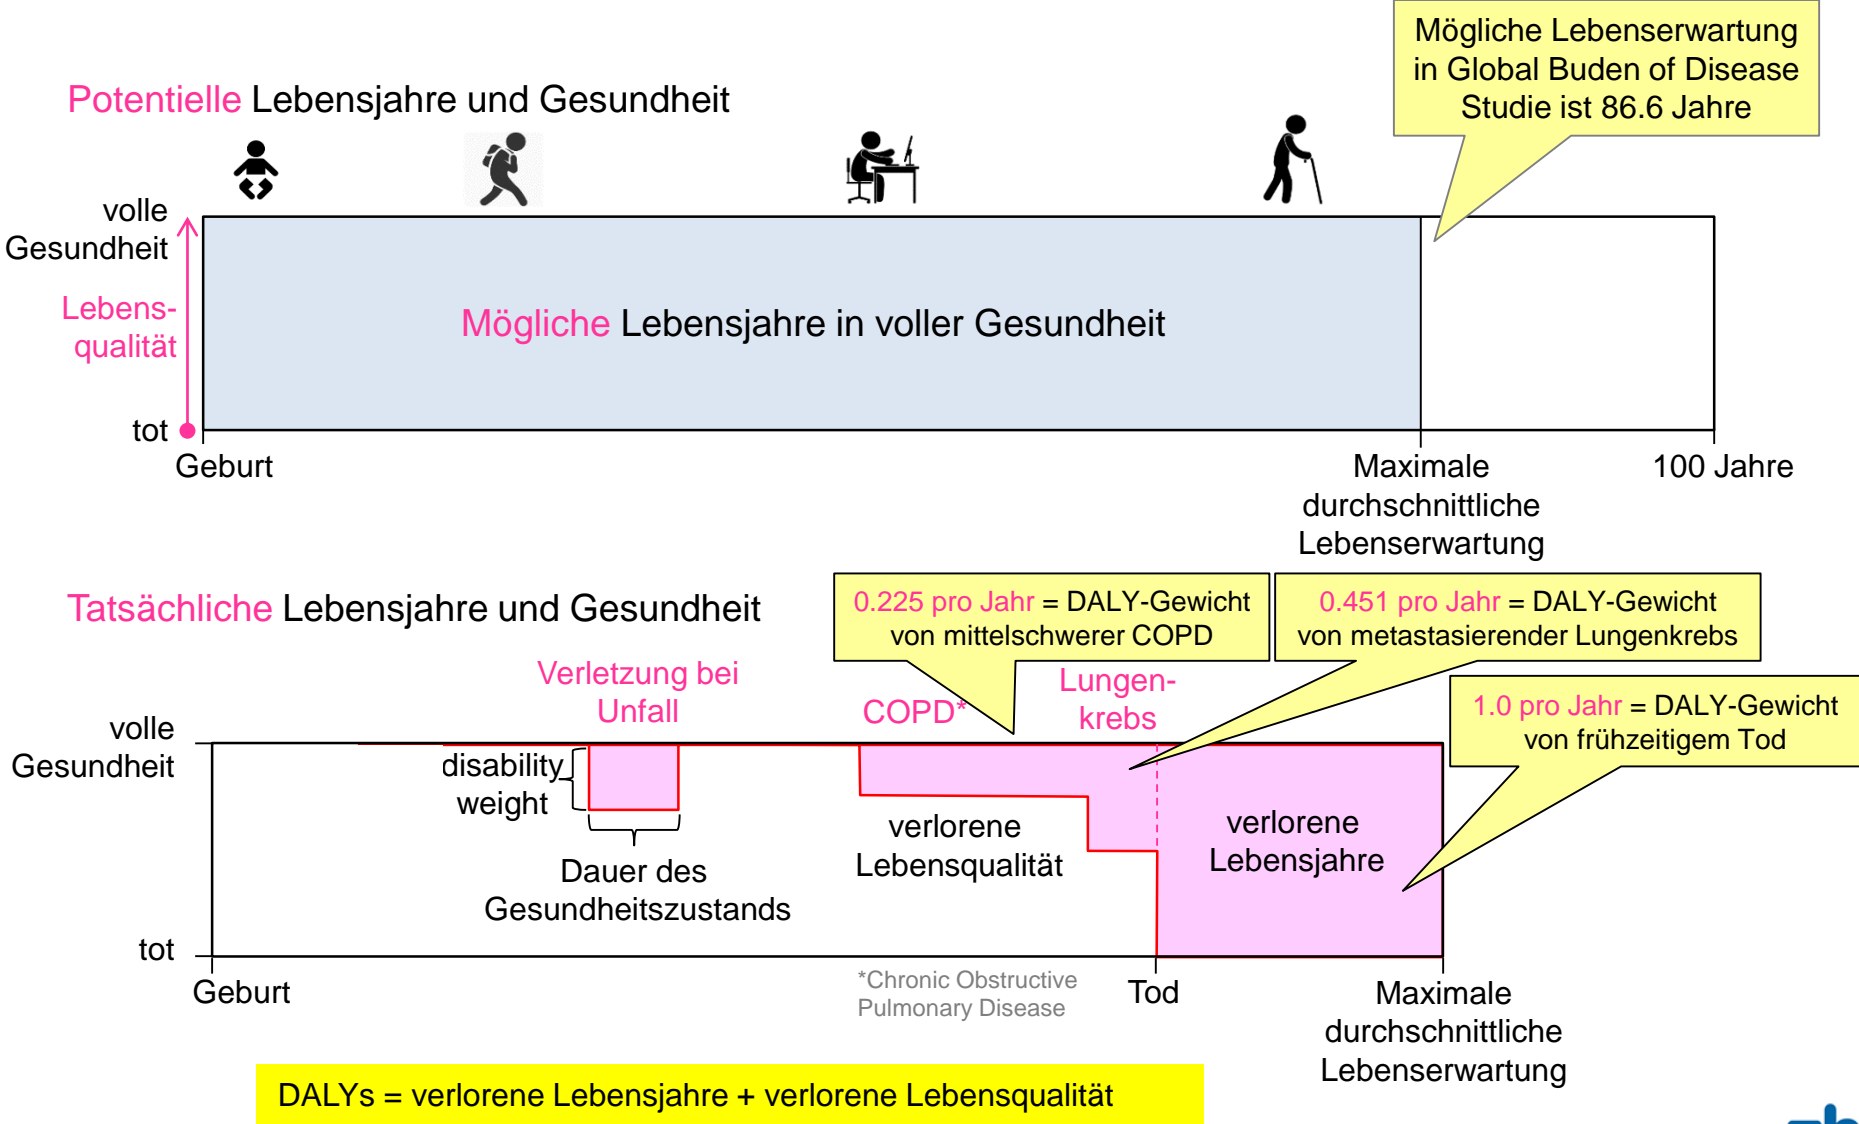 Mögliche Lebenserwartung
in Global Buden of Disease
Studie ist 86.6 Jahre
Potentielle Lebensjahre und Gesundheit
volle
Gesundheit
Lebens-
qualität
tot
Mögliche Lebensjahre in voller Gesundheit
Geburt
Maximale
durchschnittliche
Lebenserwartung
100 Jahre
Tatsächliche Lebensjahre und Gesundheit
0.225 pro Jahr = DALY-Gewicht
von mittelschwerer COPD
0.451 pro Jahr = DALY-Gewicht
von metastasierender Lungenkrebs
1.0 pro Jahr = DALY-Gewicht
von frühzeitigem Tod
Verletzung bei
Unfall
COPD*
Lungen-
krebs
volle
Gesundheit
disability
weight
Dauer des
Gesundheitszustands
verlorene
Lebensqualität
verlorene
Lebensjahre
tot
Geburt
*Chronic Obstructive
Pulmonary Disease
Tod
Maximale
durchschnittliche
Lebenserwartung
DALYs = verlorene Lebensjahre + verlorene Lebensqualität